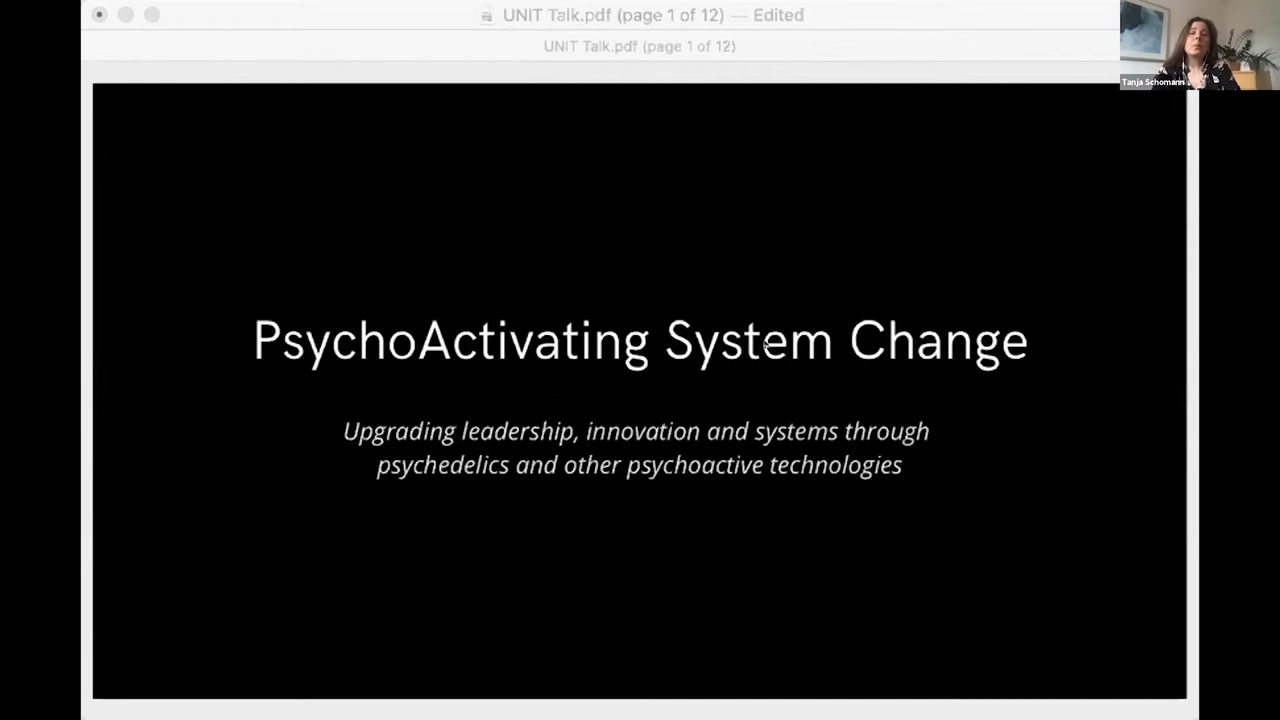 UNIT Talk.pdf (page 1 of 12) — Edited
UNIT Talk.pdf (page 1 of 12)
Tanja Schomann
PsychoActivating System Change
Upgrading leadership, innovation and systems through
psychedelics and other psychoactive technologies